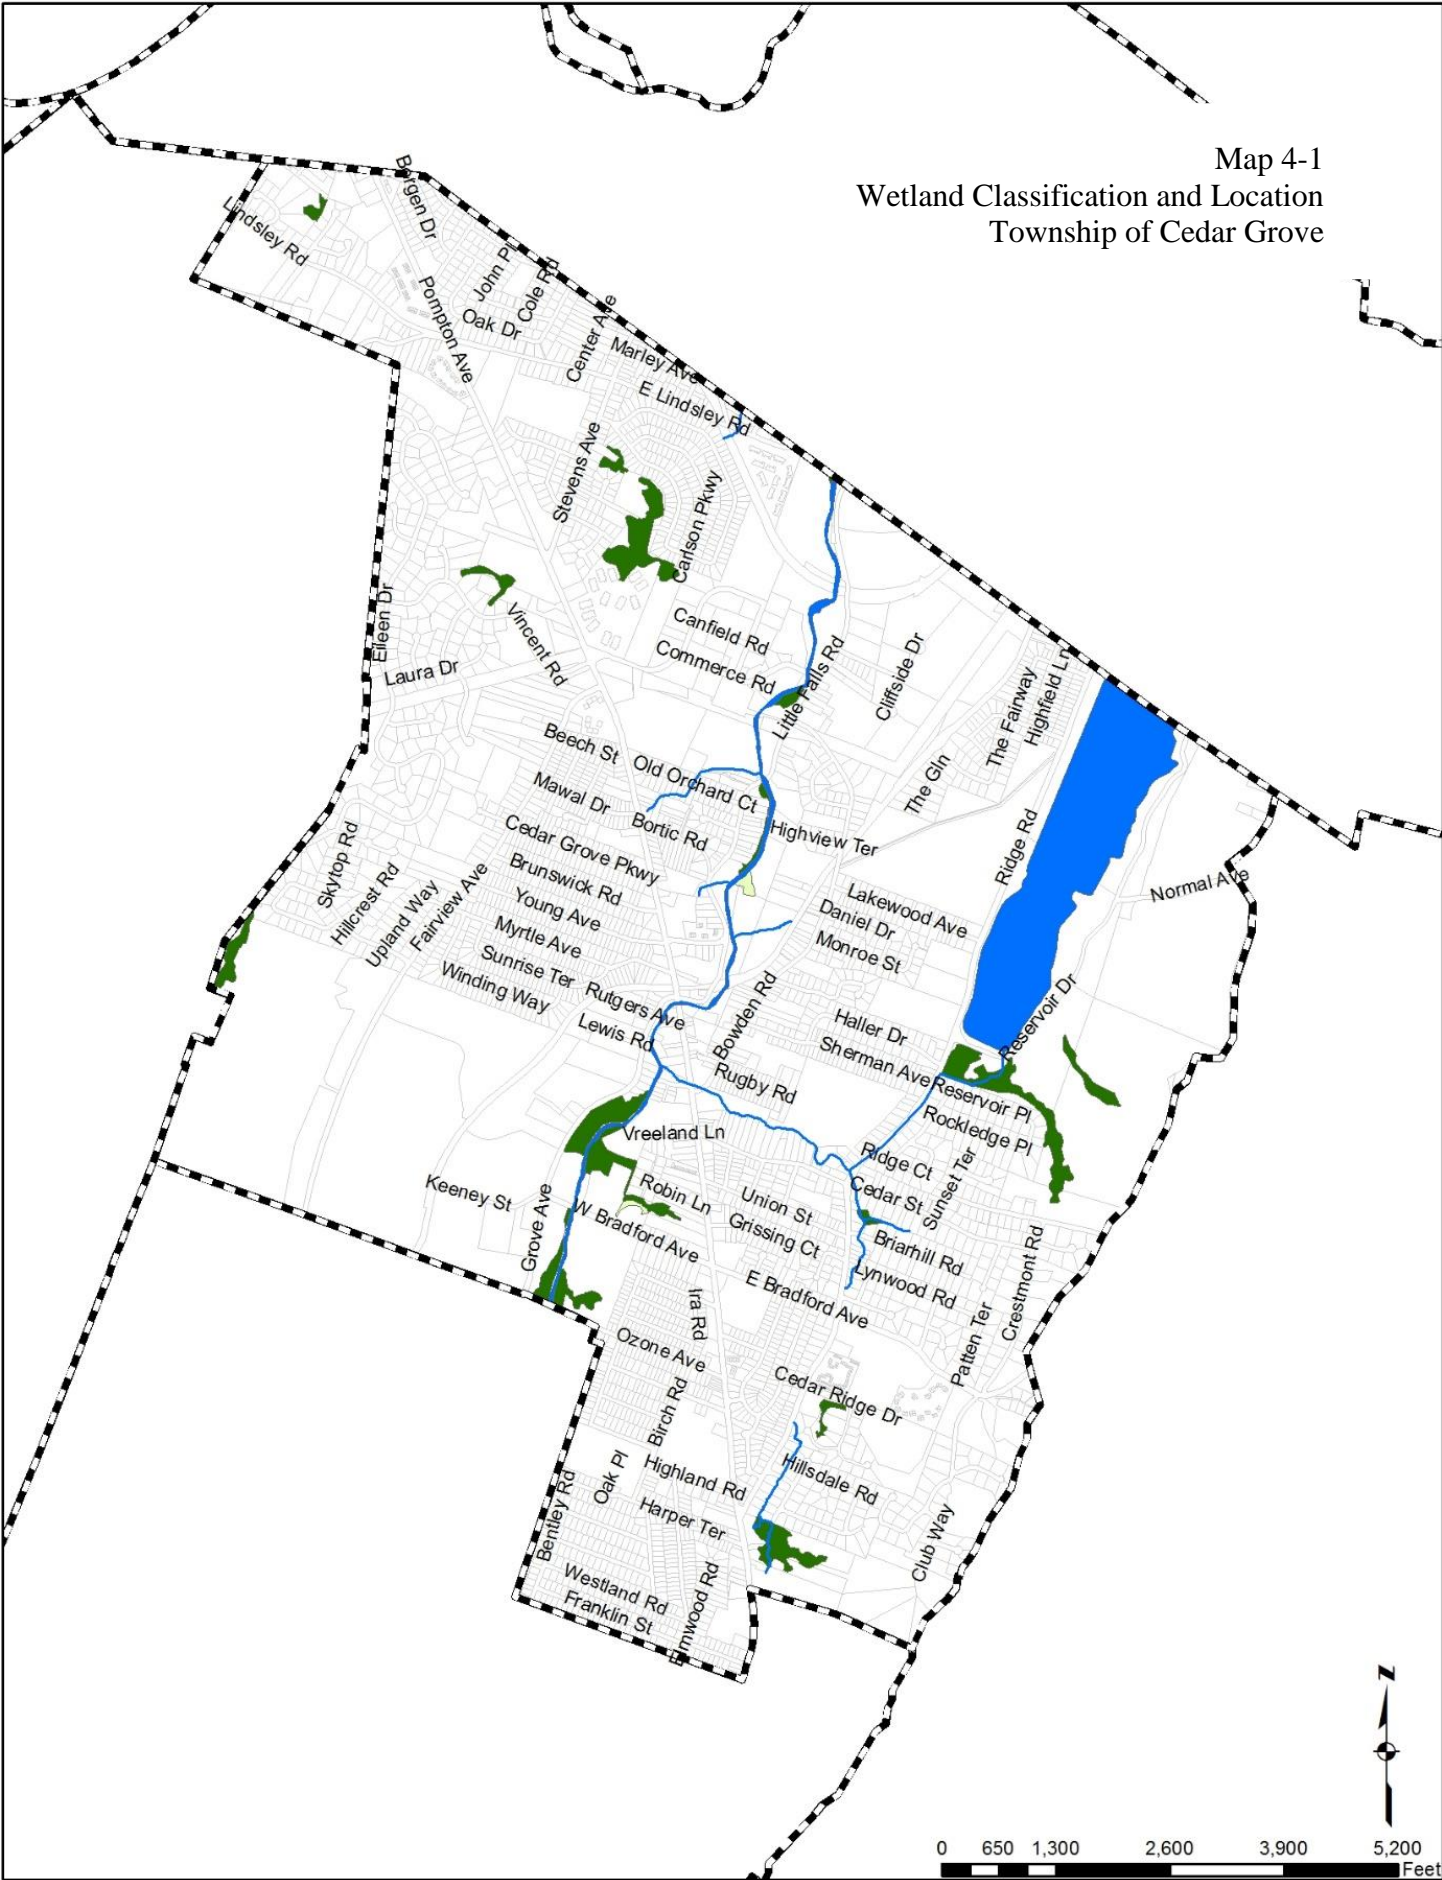 Map 4-1
Wetland Classification and Location
Township of Cedar Grove
Bergen Dr
Lindsley Rd
John Pl
Cole Rd
Pompton Ave
Oak Dr
Center Ave
Marley Ave
E Lindsley Rd
Stevens Ave
Carlson Pkwy
Eileen Dr
Vincent Rd
Canfield Rd
Commerce Rd
Laura Dr
Little Falls Rd
Cliffside Dr
The Fairway
Highfield Ln
Beech St
Old Orchard Ct
The Gln
Mawal Dr
Bortic Rd
Highview Ter
Ridge Rd
Cedar Grove Pkwy
Skytop Rd
Hillcrest Rd
Upland Way
Fairview Ave
Brunswick Rd
Young Ave
Myrtle Ave
Sunrise Ter
Winding Way
Rutgers Ave
Lewis Rd
Lakewood Ave
Daniel Dr
Monroe St
Normal Ave
Bowden Rd
Haller Dr
Sherman Ave
Reservoir Dr
Rugby Rd
Reservoir Pl
Rockledge Pl
Vreeland Ln
Ridge Ct
Keeney St
Robin Ln
Union St
Cedar St
Sunset Ter
Grove Ave
W Bradford Ave
Grissing Ct
Briarhill Rd
Lynwood Rd
E Bradford Ave
Crestmont Rd
Ira Rd
Patten Ter
Ozone Ave
Cedar Ridge Dr
Birch Rd
Oak Pl
Highland Rd
Hillsdale Rd
Bentley Rd
Harper Ter
Club Way
Westland Rd
Franklin St
Elmwood Rd
N
0 650 1,300 2,600 3,900 5,200
Feet